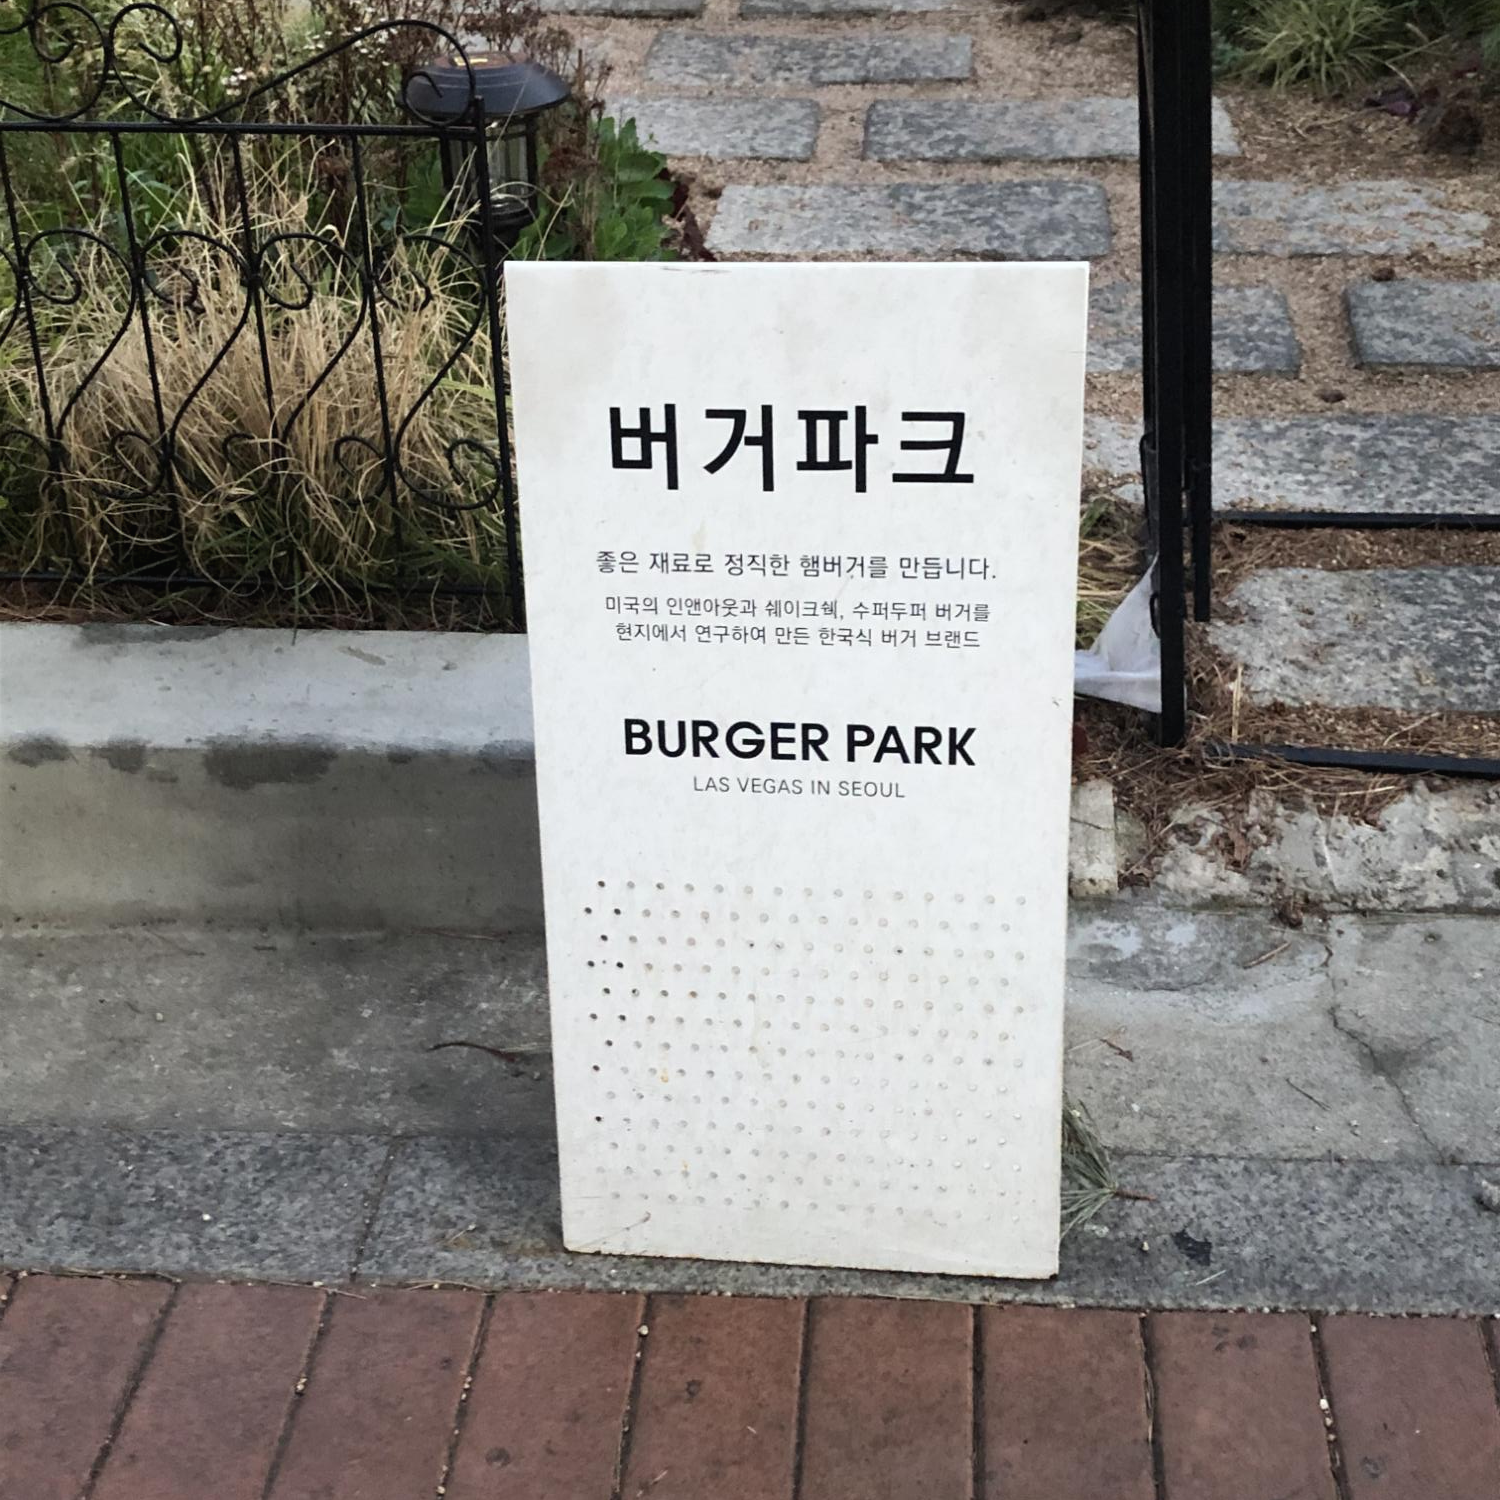 버거파크
좋은 재료로 정직한 햄버거를 만듭니다.
미국의 인앤아웃과 쉐이크쉑, 수퍼두퍼 버거를
현지에서 연구하여 만든 한국식 버거 브랜드
BURGER PARK
LAS VEGAS IN SEOUL